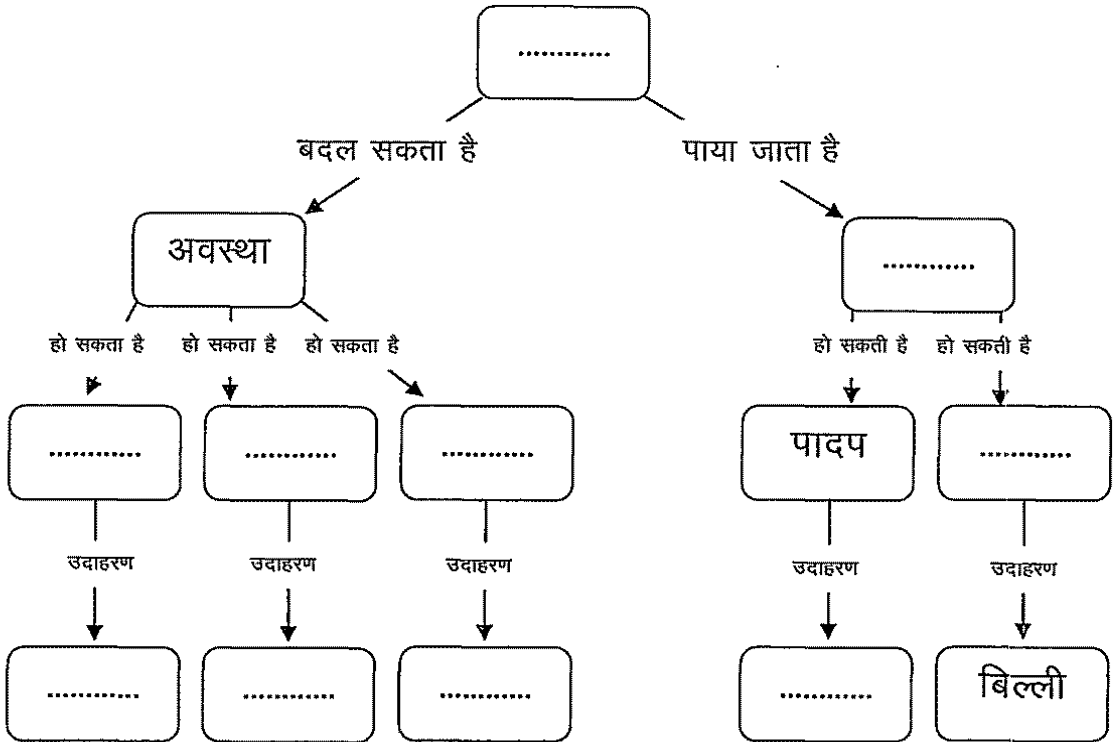 ............
बदल सकता है पाया जाता है
अवस्था
............
हो सकता है हो सकता है हो सकता है हो सकती है हो सकती है
............ ............ ............ पादप ............
उदाहरण उदाहरण उदाहरण उदाहरण उदाहरण
............ ............ ............ ............ बिल्ली